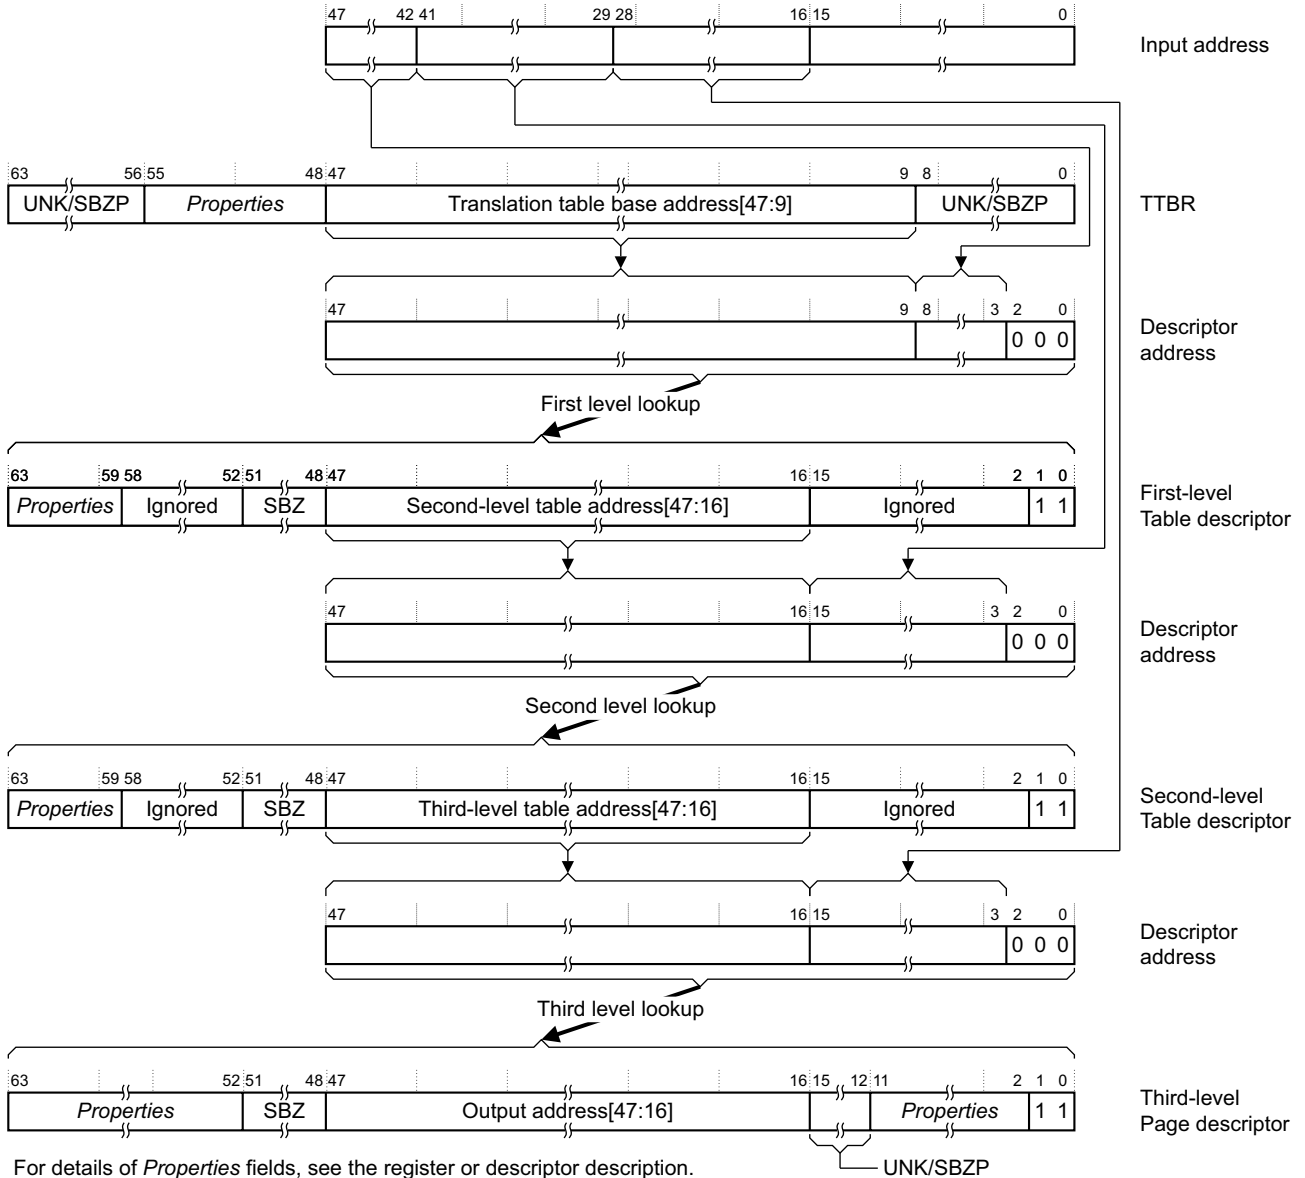 47 42 41 29 28 16 15 0
Input address
63 56 55 48 47 9 8 0
UNK/SBZP Properties Translation table base address[47:9] UNK/SBZP TTBR
47 9 8 3 2 0
0 0 0
Descriptor
address
First level lookup
63 59 58 52 51 48 47 16 15 2 1 0
Properties Ignored SBZ Second-level table address[47:16] Ignored 1 1
First-level
Table descriptor
47 16 15 3 2 0
0 0 0
Descriptor
address
Second level lookup
63 59 58 52 51 48 47 16 15 2 1 0
Properties Ignored SBZ Third-level table address[47:16] Ignored 1 1
Second-level
Table descriptor
47 16 15 3 2 0
0 0 0
Descriptor
address
Third level lookup
63 52 51 48 47 16 15 12 11 2 1 0
Properties SBZ Output address[47:16] Properties 1 1
Third-level
Page descriptor
For details of Properties fields, see the register or descriptor description. UNK/SBZP